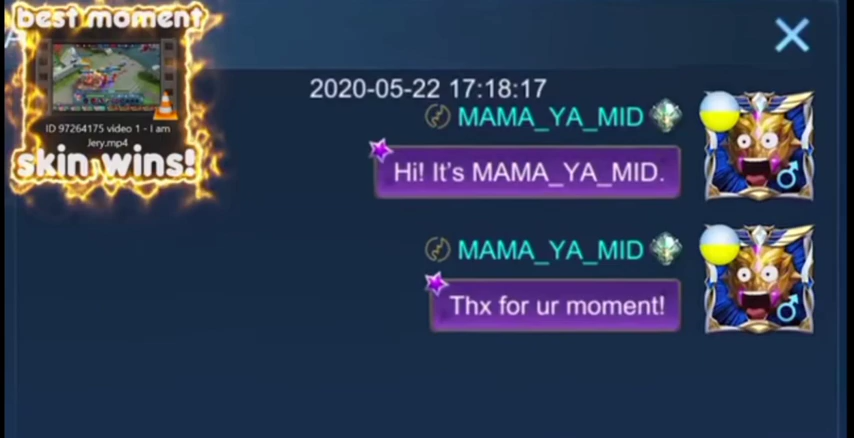 best moment
ID 97264175 video 1 - I am
Jery.mp4
skin wins!
2020-05-22 17:18:17
MAMA_YA_MID
Hi! It's MAMA_YA_MID.
MAMA_YA_MID
Thx for ur moment!